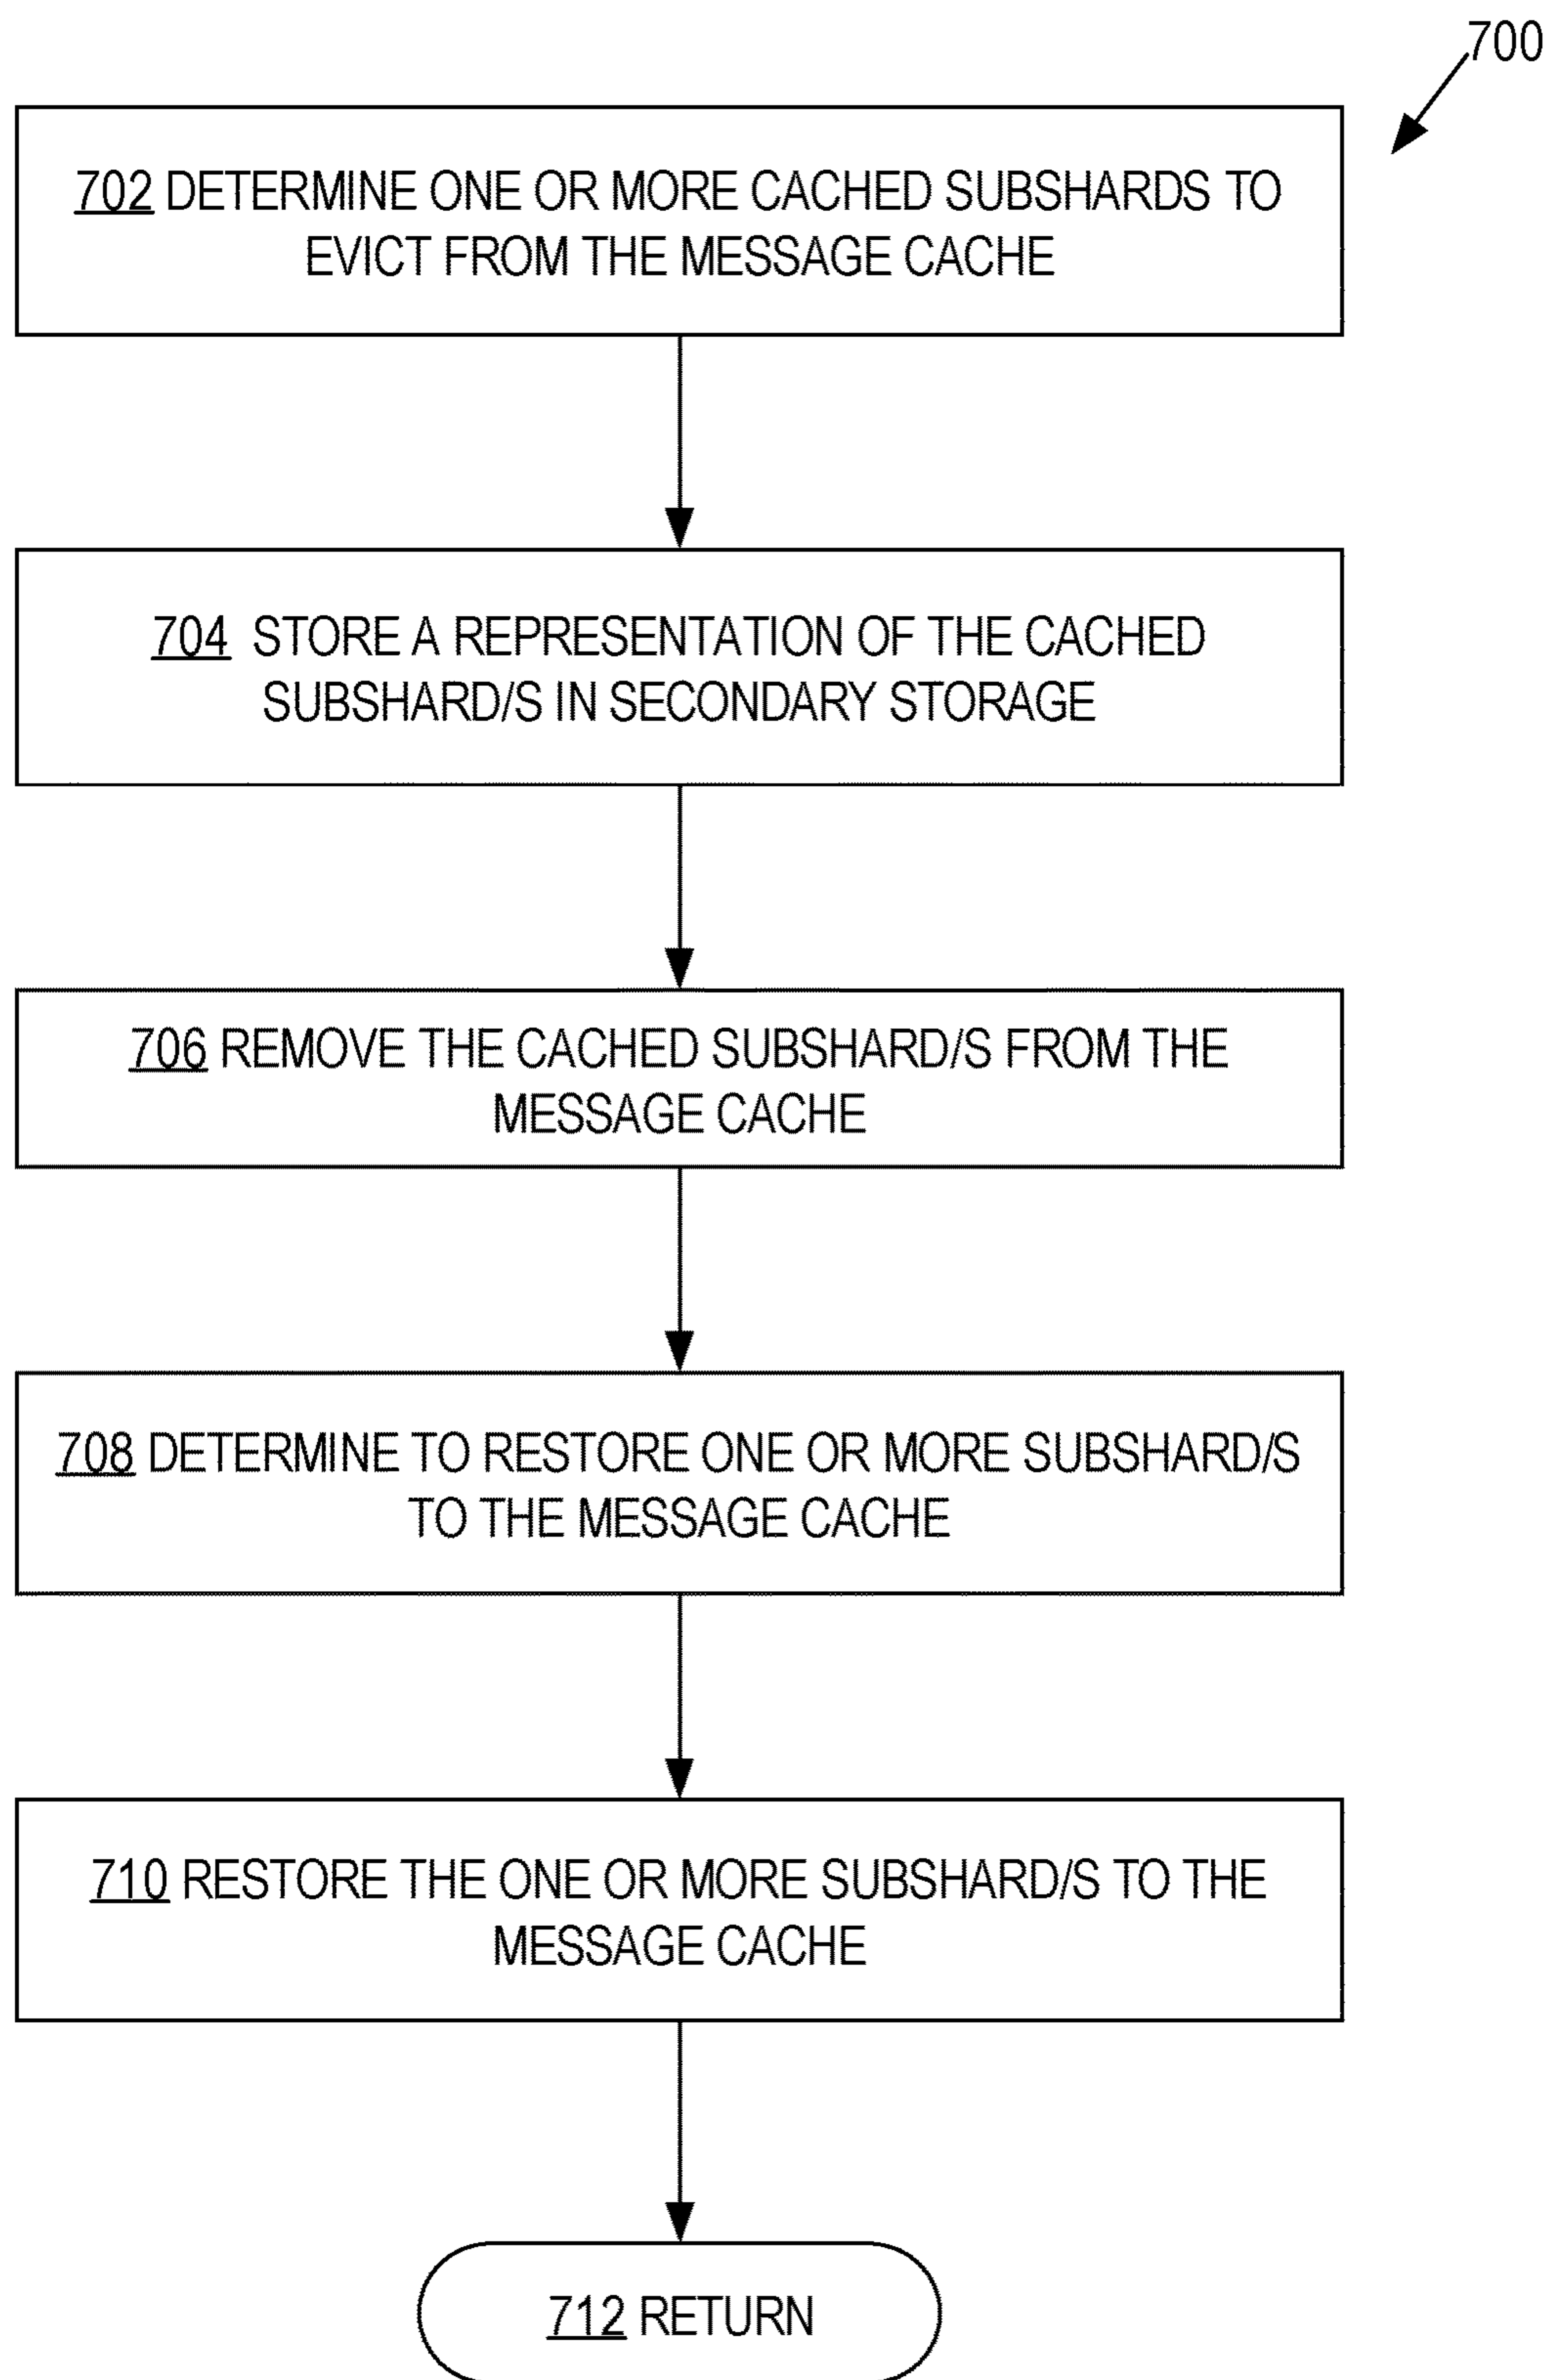 700
702 DETERMINE ONE OR MORE CACHED SUBSHARDS TO
EVICT FROM THE MESSAGE CACHE
704 STORE A REPRESENTATION OF THE CACHED
SUBSHARD/S IN SECONDARY STORAGE
706 REMOVE THE CACHED SUBSHARD/S FROM THE
MESSAGE CACHE
708 DETERMINE TO RESTORE ONE OR MORE SUBSHARD/S
TO THE MESSAGE CACHE
710 RESTORE THE ONE OR MORE SUBSHARD/S TO THE
MESSAGE CACHE
712 RETURN